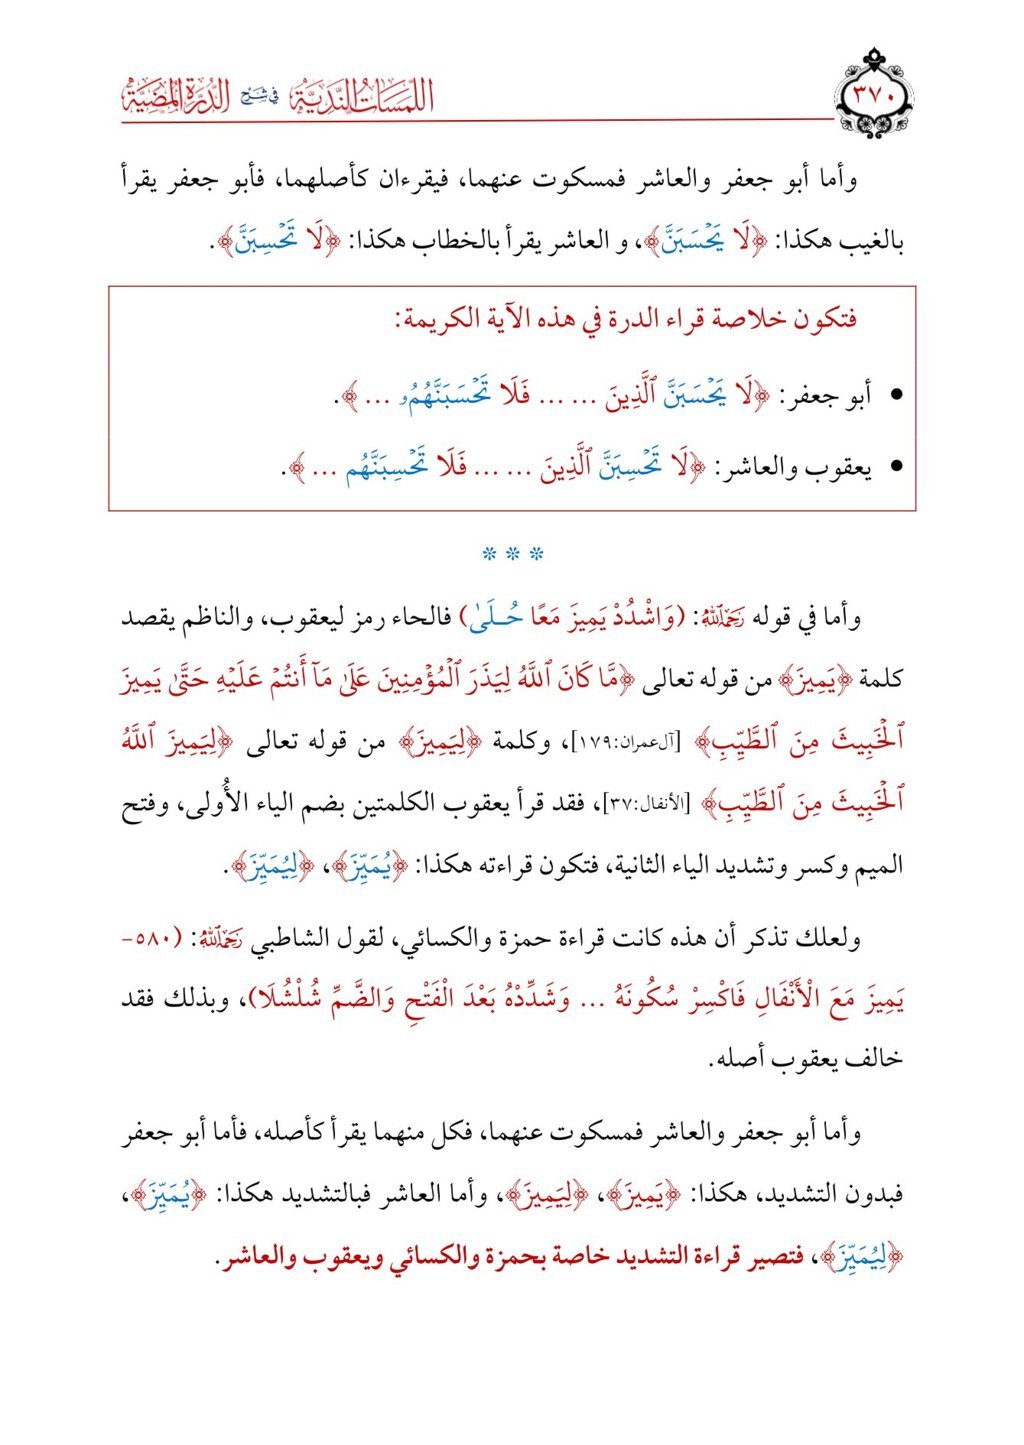 ٣٧٠
اللمسات الندية في شرح الدرة المضية
وأما أبو جعفر والعاشر فمسكوت عنهما، فيقرءان كأصلهما، فأبو جعفر يقرأ
بالغيب هكذا: ﴿لَا يَحْسَبَنَّ﴾، و العاشر يقرأ بالخطاب هكذا: ﴿لَا تَحْسِبَنَّ﴾.
فتكون خلاصة قراء الدرة في هذه الآية الكريمة:
• أبو جعفر: ﴿لَا يَحْسَبَنَّ ٱلَّذِينَ ... ... فَلَا تَحْسَبَنَّهُمُۥ ... ﴾.
• يعقوب والعاشر: ﴿لَا تَحْسِبَنَّ ٱلَّذِينَ ... ... فَلَا تَحْسِبَنَّهُم ... ﴾.
* * *
وأما في قوله رَحِمَهُ اللَّهُ: (وَاشْدُدْ يَمِيزَ مَعًا حُـلَىٰ) فالحاء رمز ليعقوب، والناظم يقصد
كلمة ﴿يَمِيزَ﴾ من قوله تعالى ﴿مَّا كَانَ ٱللَّهُ لِيَذَرَ ٱلْمُؤْمِنِينَ عَلَىٰ مَآ أَنتُمْ عَلَيْهِ حَتَّىٰ يَمِيزَ
ٱلْخَبِيثَ مِنَ ٱلطَّيِّبِ﴾ [آل عمران:١٧٩]، وكلمة ﴿لِيَمِيزَ﴾ من قوله تعالى ﴿لِيَمِيزَ ٱللَّهُ
ٱلْخَبِيثَ مِنَ ٱلطَّيِّبِ﴾ [الأنفال:٣٧]، فقد قرأ يعقوب الكلمتين بضم الياء الأُولى، وفتح
الميم وكسر وتشديد الياء الثانية، فتكون قراءته هكذا: ﴿يُمَيِّزَ﴾، ﴿لِيُمَيِّزَ﴾.
ولعلك تذكر أن هذه كانت قراءة حمزة والكسائي، لقول الشاطبي رَحِمَهُ اللَّهُ: (٥٨٠-
يَمِيزَ مَعَ الْأَنْفَالِ فَاكْسِرْ سُكُونَهُ ... وَشَدِّدْهُ بَعْدَ الْفَتْحِ وَالضَّمِّ شُلْشُلَا)، وبذلك فقد
خالف يعقوب أصله.
وأما أبو جعفر والعاشر فمسكوت عنهما، فكل منهما يقرأ كأصله، فأما أبو جعفر
فبدون التشديد، هكذا: ﴿يَمِيزَ﴾، ﴿لِيَمِيزَ﴾، وأما العاشر فبالتشديد هكذا: ﴿يُمَيِّزَ﴾،
﴿لِيُمَيِّزَ﴾، فتصير قراءة التشديد خاصة بحمزة والكسائي ويعقوب والعاشر.